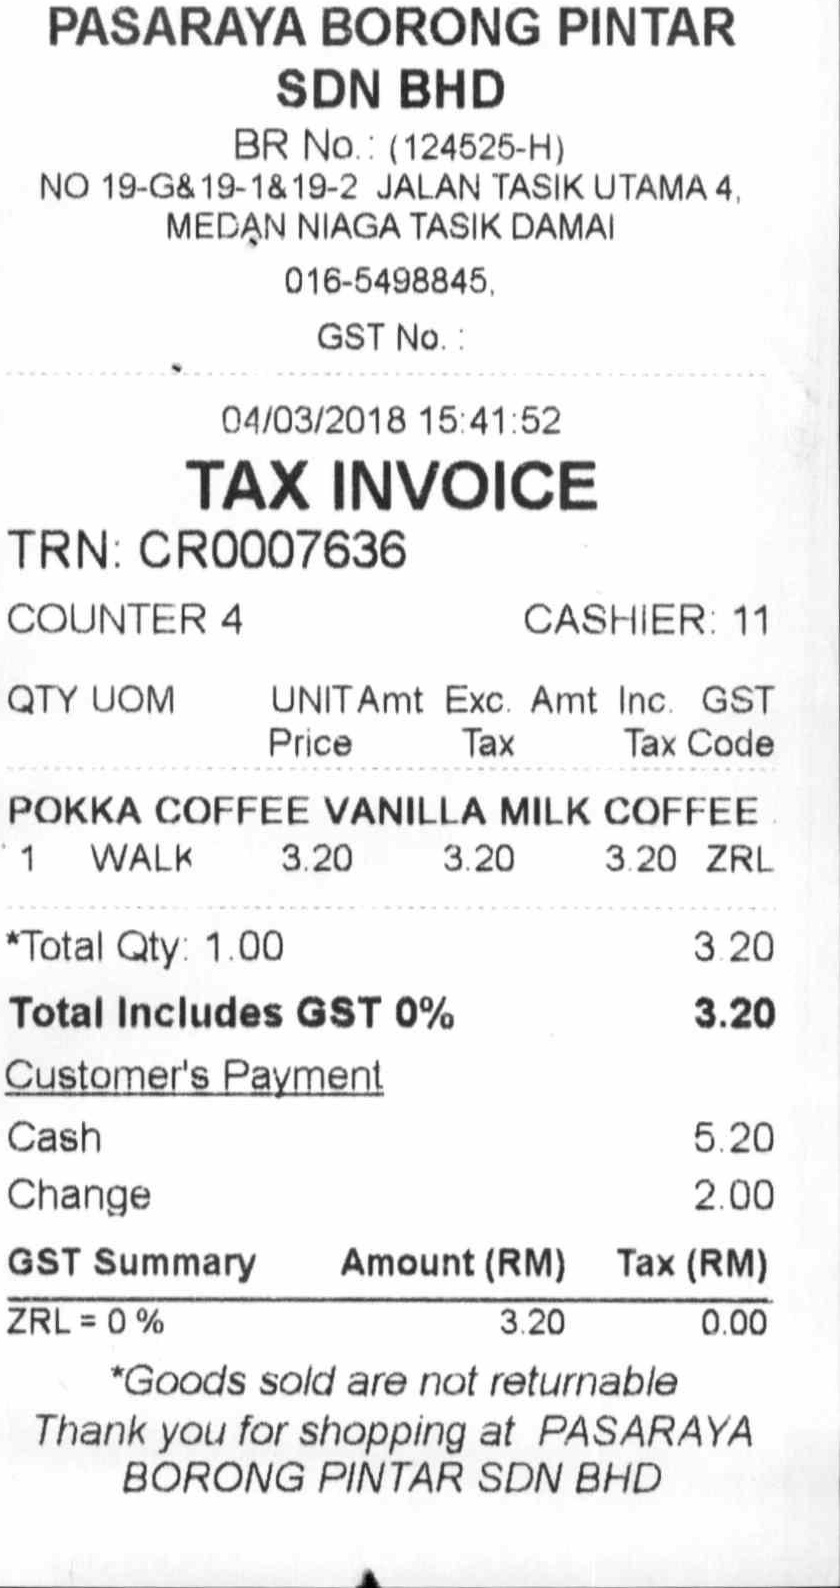 PASARAYA BORONG PINTAR
SDN BHD
BR No.: (124525-H)
NO 19-G&19-1&19-2 JALAN TASIK UTAMA 4,
MEDAN NIAGA TASIK DAMAI
016-5498845,
GST No. :
04/03/2018 15:41:52
TAX INVOICE
TRN: CR0007636
COUNTER 4 CASHIER: 11
QTY UOM UNIT Amt Exc. Amt Inc. GST
Price Tax Tax Code
POKKA COFFEE VANILLA MILK COFFEE
1 WALK 3.20 3.20 3.20 ZRL
*Total Qty: 1.00 3.20
Total Includes GST 0% 3.20
Customer's Payment
Cash 5.20
Change 2.00
GST Summary Amount (RM) Tax (RM)
ZRL = 0 % 3.20 0.00
*Goods sold are not returnable
Thank you for shopping at PASARAYA
BORONG PINTAR SDN BHD